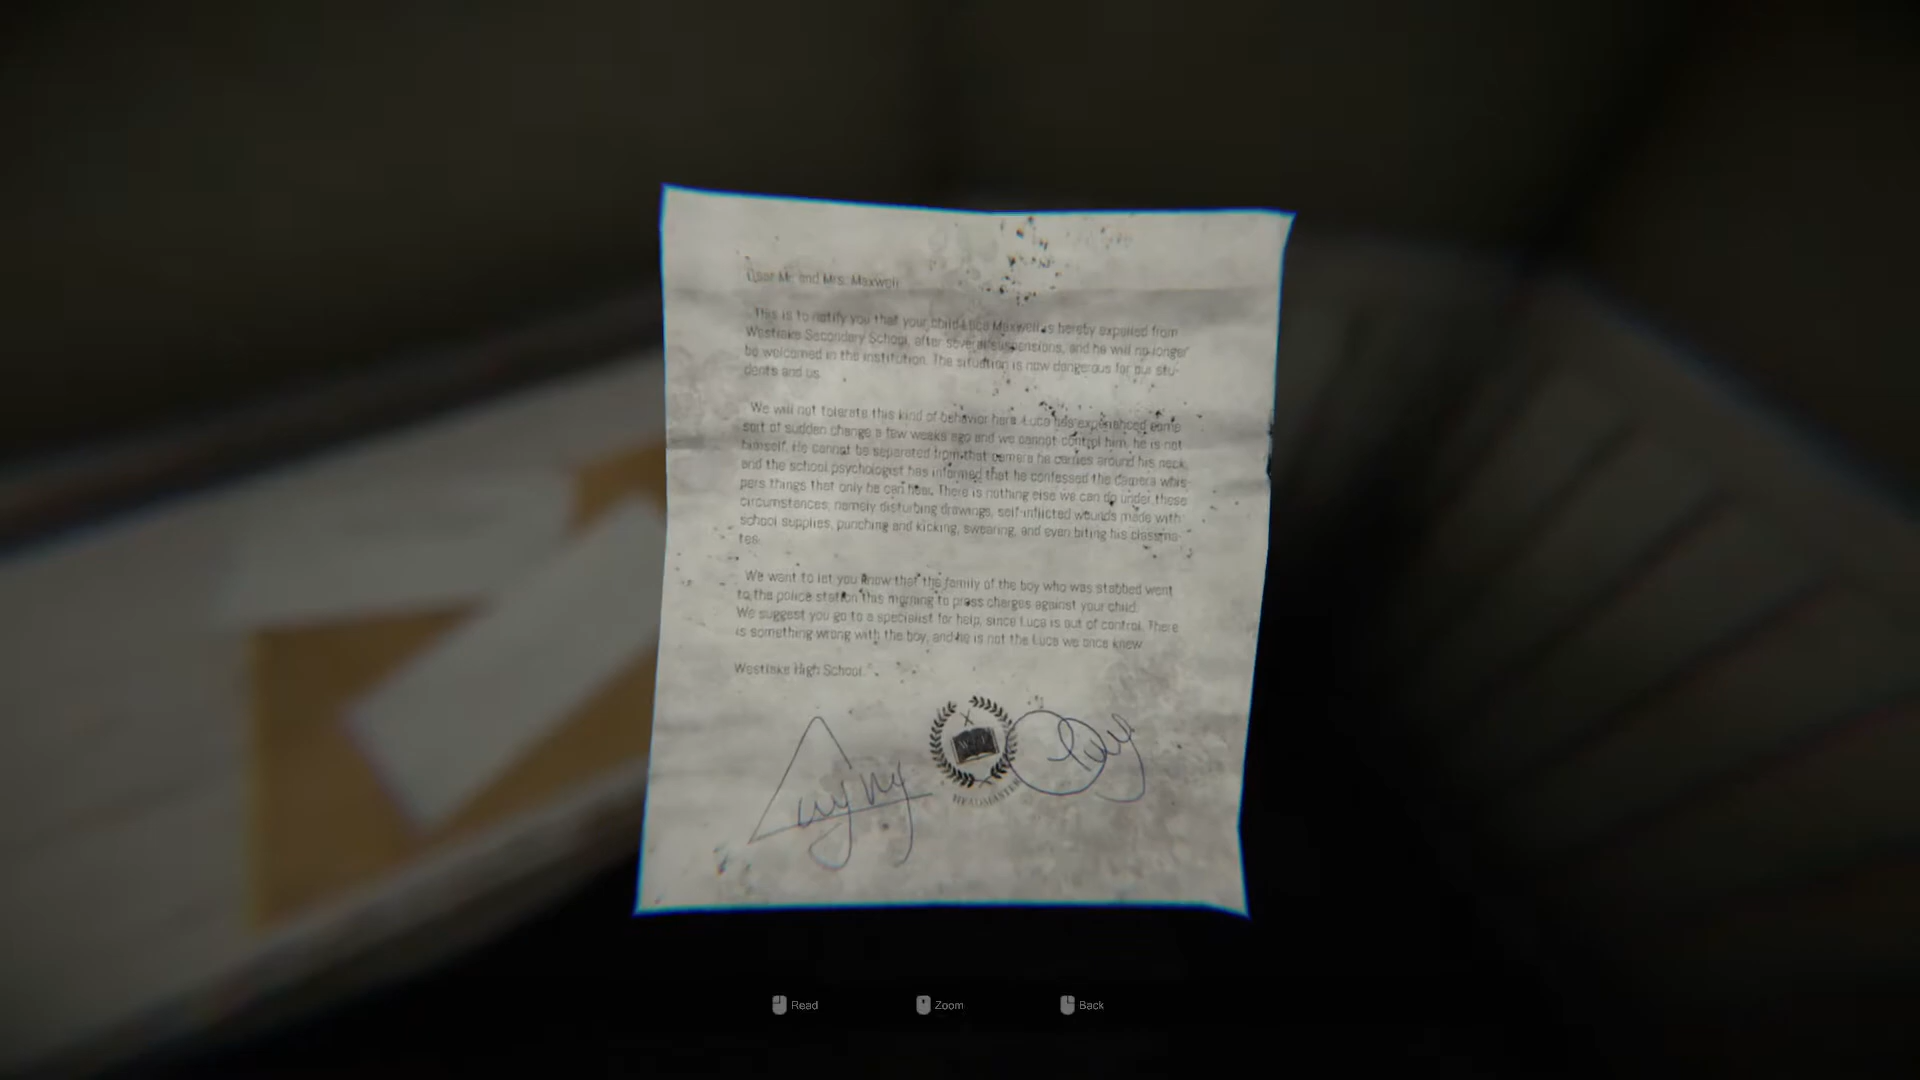 Dear Mr. and Mrs. Maxwell:
This is to notify you that your child Luca Maxwell is hereby expelled from
Westlake Secondary School, after several suspensions, and he will no longer
be welcomed in the institution. The situation is now dangerous for our stu-
dents and us.
We will not tolerate this kind of behavior here. Luca has experienced some
sort of sudden change a few weeks ago and we cannot control him, he is not
himself. He cannot be separated from that camera he carries around his neck,
and the school psychologist has informed that he confessed the camera whis-
pers things that only he can hear. There is nothing else we can do under these
circumstances, namely disturbing drawings, self-inflicted wounds made with
school supplies, punching and kicking, swearing, and even biting his classma-
tes.
We want to let you know that the family of the boy who was stabbed went
to the police station this morning to press charges against your child.
We suggest you go to a specialist for help, since Luca is out of control. There
is something wrong with the boy, and he is not the Luca we once knew.
Westlake High School.
HEADMASTER
Read
Zoom
Back